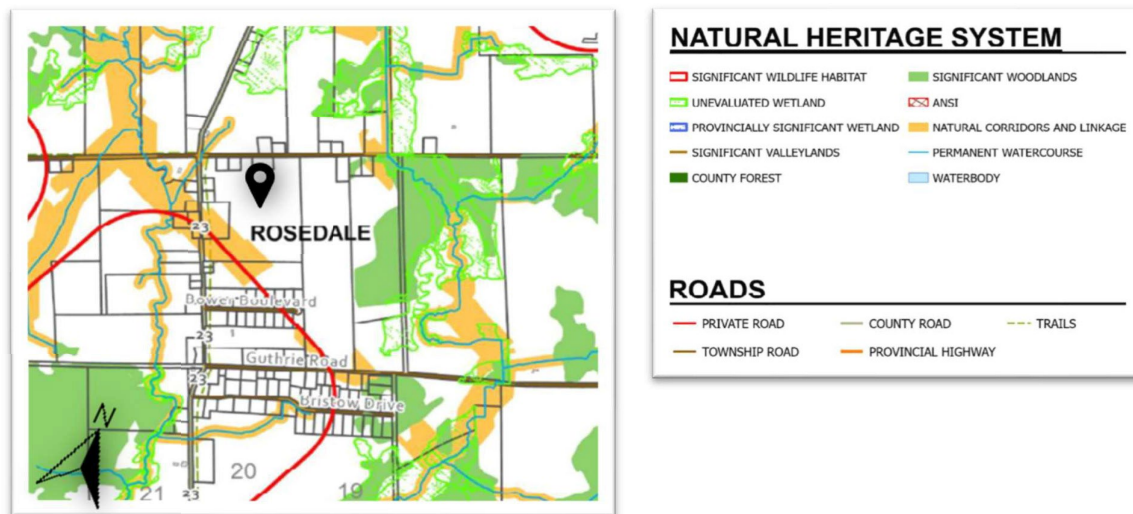 ROSEDALE
23
Bower Boulevard
23
Guthrie Road
23
Bristow Drive
N
20
21
23
19
NATURAL HERITAGE SYSTEM
SIGNIFICANT WILDLIFE HABITAT
UNEVALUATED WETLAND
PROVINCIALLY SIGNIFICANT WETLAND
SIGNIFICANT VALLEYLANDS
COUNTY FOREST
SIGNIFICANT WOODLANDS
ANSI
NATURAL CORRIDORS AND LINKAGE
PERMANENT WATERCOURSE
WATERBODY
ROADS
PRIVATE ROAD
TOWNSHIP ROAD
COUNTY ROAD
PROVINCIAL HIGHWAY
TRAILS